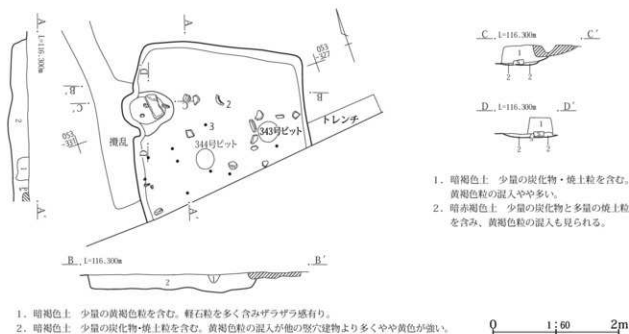 A
L=116.300m
A'
2
1
A
053
-327
B'
C'
053
-331
攪乱
D
C
B
2
3
343号ピット
344号ピット
トレンチ
D'
A'
B L=116.300m B'
1
2
C L=116.300m C'
1
2 2
D L=116.300m D'
1
2 2
1. 暗褐色土 少量の炭化物・焼土粒を含む。
黄褐色粒の混入やや多い。
2. 暗赤褐色土 少量の炭化物と多量の焼土粒
を含み、黄褐色粒の混入も見られる。
1. 暗褐色土 少量の黄褐色粒を含む。軽石粒を多く含みザラザラ感有り。
2. 暗褐色土 少量の炭化物・焼土粒を含む。黄褐色粒の混入が他の竪穴建物より多くやや黄色が強い。
0 1:60 2m